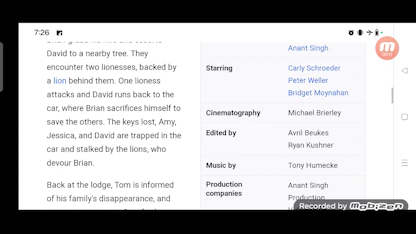 7:26
David to a nearby tree. They
encounter two lionesses, backed by
a lion behind them. One lioness
attacks and David runs back to the
car, where Brian sacrifices himself to
save the others. The keys lost, Amy,
Jessica, and David are trapped in the
car and stalked by the lions, who
devour Brian.
Back at the lodge, Tom is informed
of his family's disappearance, and
Anant Singh
Starring
Carly Schroeder
Peter Weller
Bridget Moynahan
Cinematography
Michael Brierley
Edited by
Avril Beukes
Ryan Kushner
Music by
Tony Humecke
Production
companies
Anant Singh
Production
Recorded by Mobizen